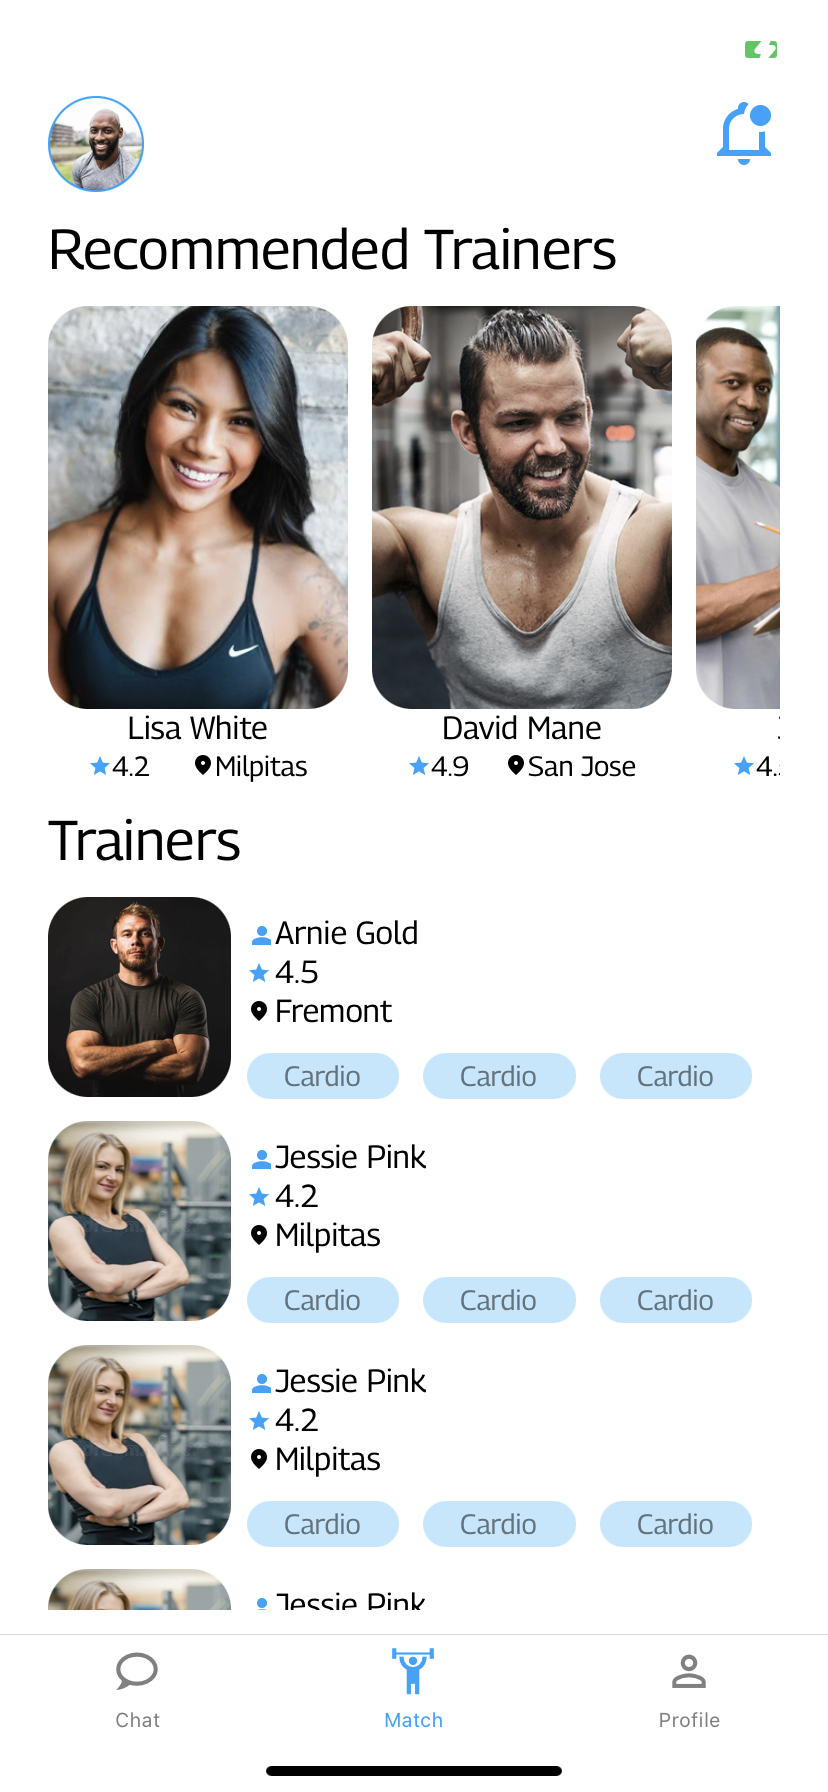 Recommended Trainers
Lisa White
David Mane
4.2
Milpitas
4.9
San Jose
4.
Trainers
Arnie Gold
4.5
Fremont
Cardio
Cardio
Cardio
Jessie Pink
4.2
Milpitas
Cardio
Cardio
Cardio
Jessie Pink
4.2
Milpitas
Cardio
Cardio
Cardio
Jessie Pink
Chat
Match
Profile